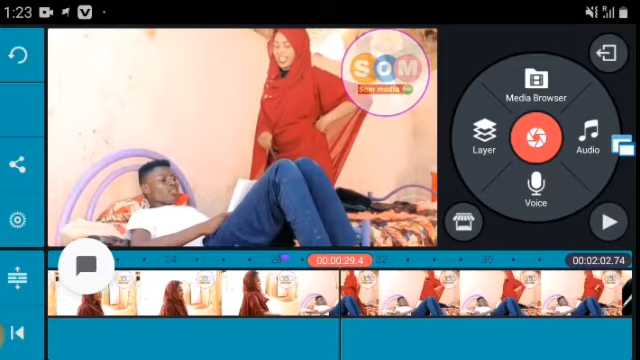 1:23
SOM
Som media
Media Browser
Layer
Audio
Voice
24
28
00:00:29.4
32
36
00:02:02.74